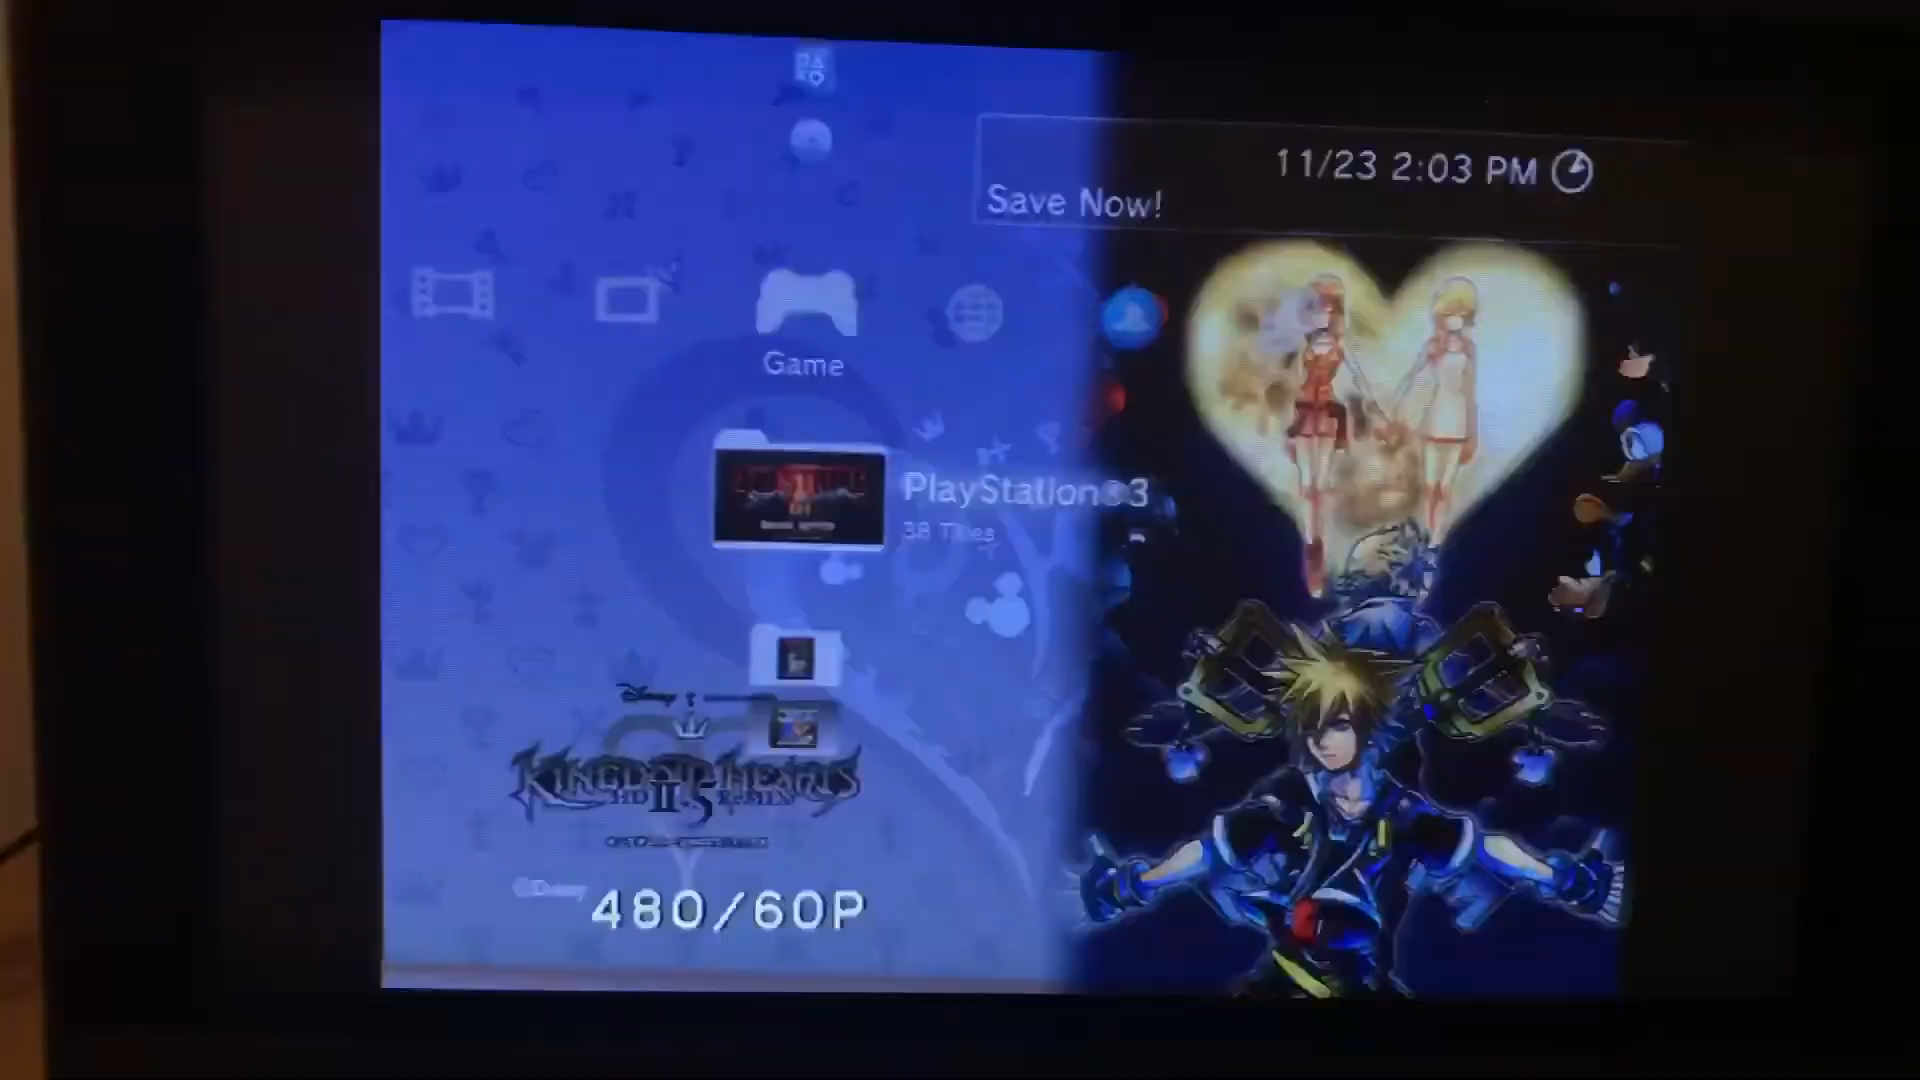 11/23 2:03 PM
Save Now!
Game
PlayStation®3
38 Titles
Disney
KINGDOM HEARTS
HD II.5 ReMIX
©Disney
480/60P